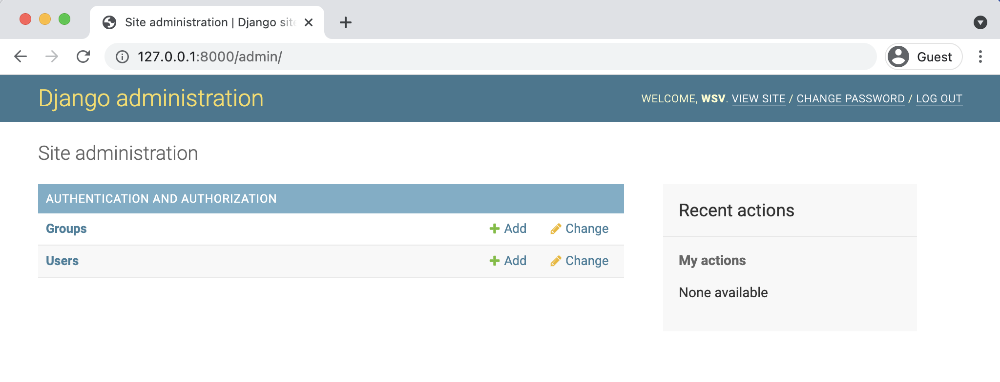 Site administration | Django site
127.0.0.1:8000/admin/
Guest
Django administration
WELCOME, WSV. VIEW SITE / CHANGE PASSWORD / LOG OUT
Site administration
AUTHENTICATION AND AUTHORIZATION
Groups Add Change
Users Add Change
Recent actions
My actions
None available